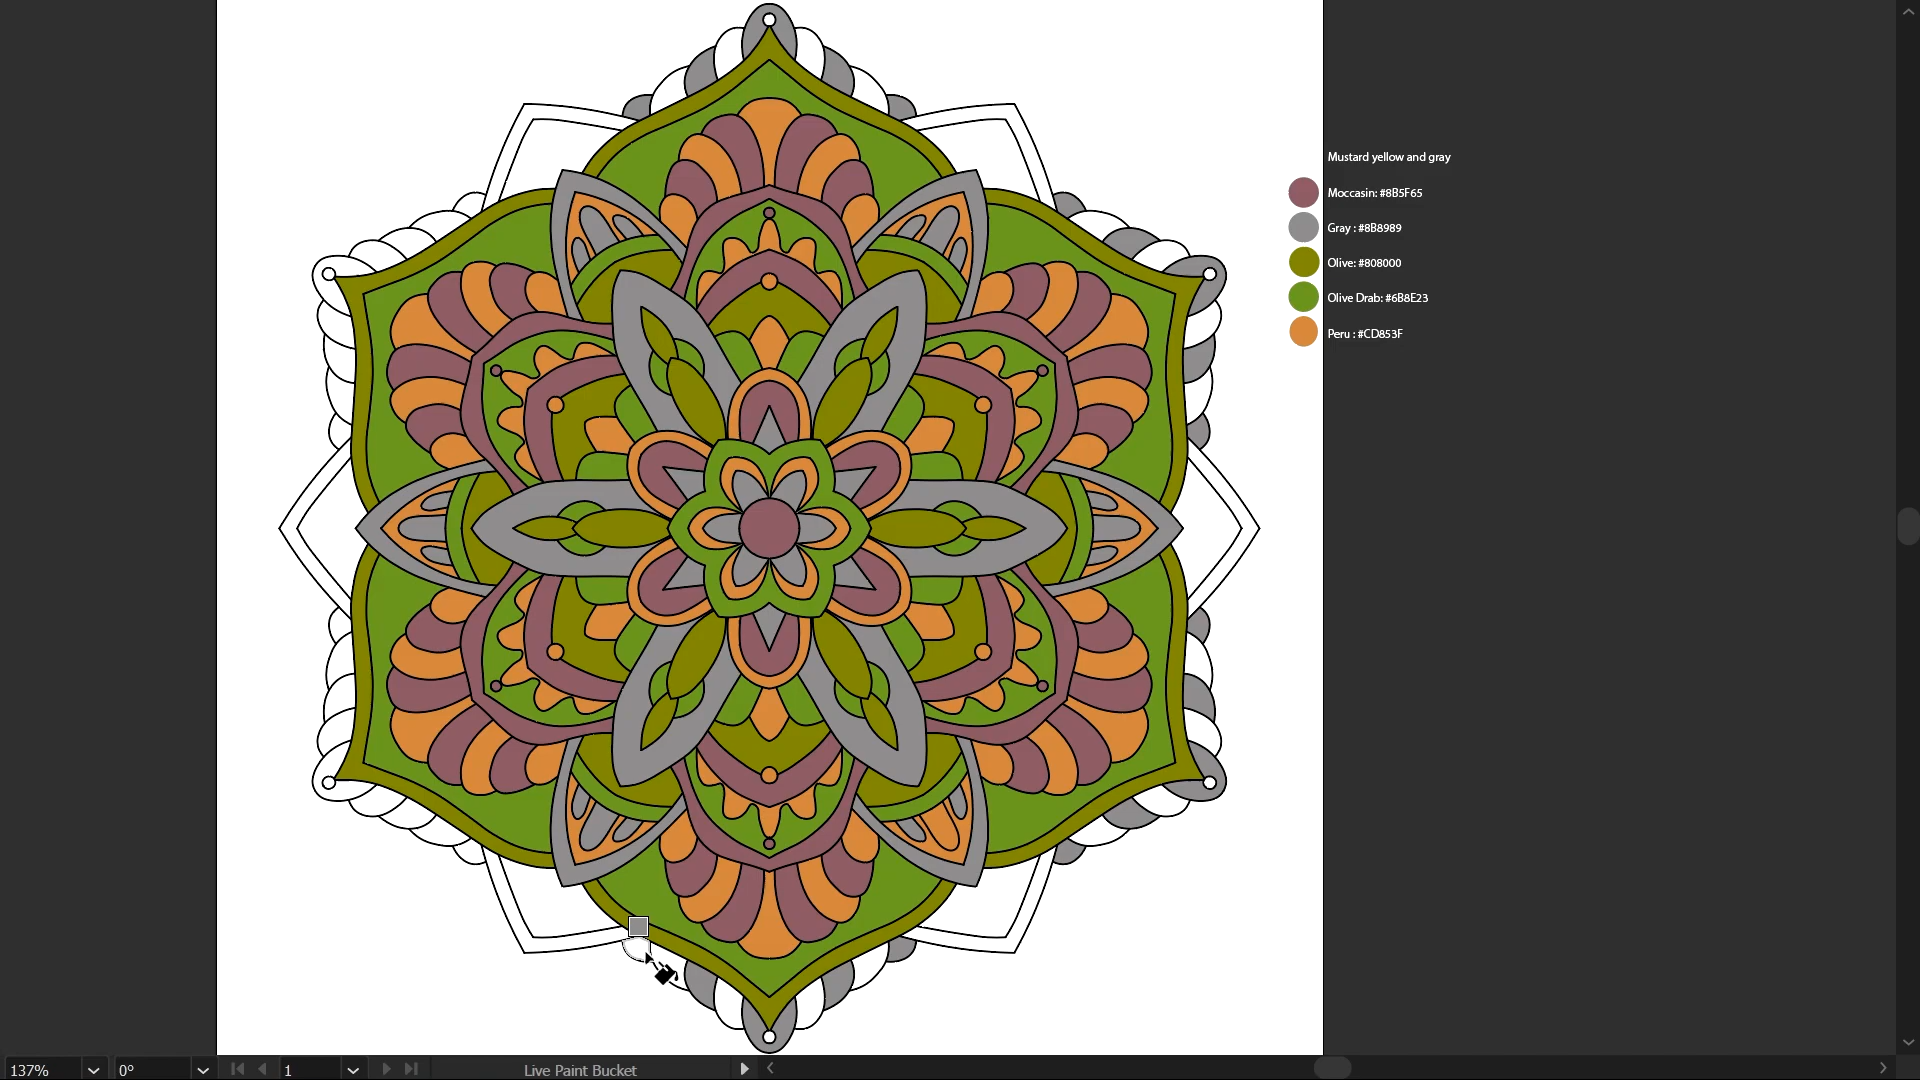 Mustard yellow and gray
Moccasin: #8B5F65
Gray : #8B8989
Olive: #808000
Olive Drab: #6B8E23
Peru : #CD853F
137%
0°
1
Live Paint Bucket